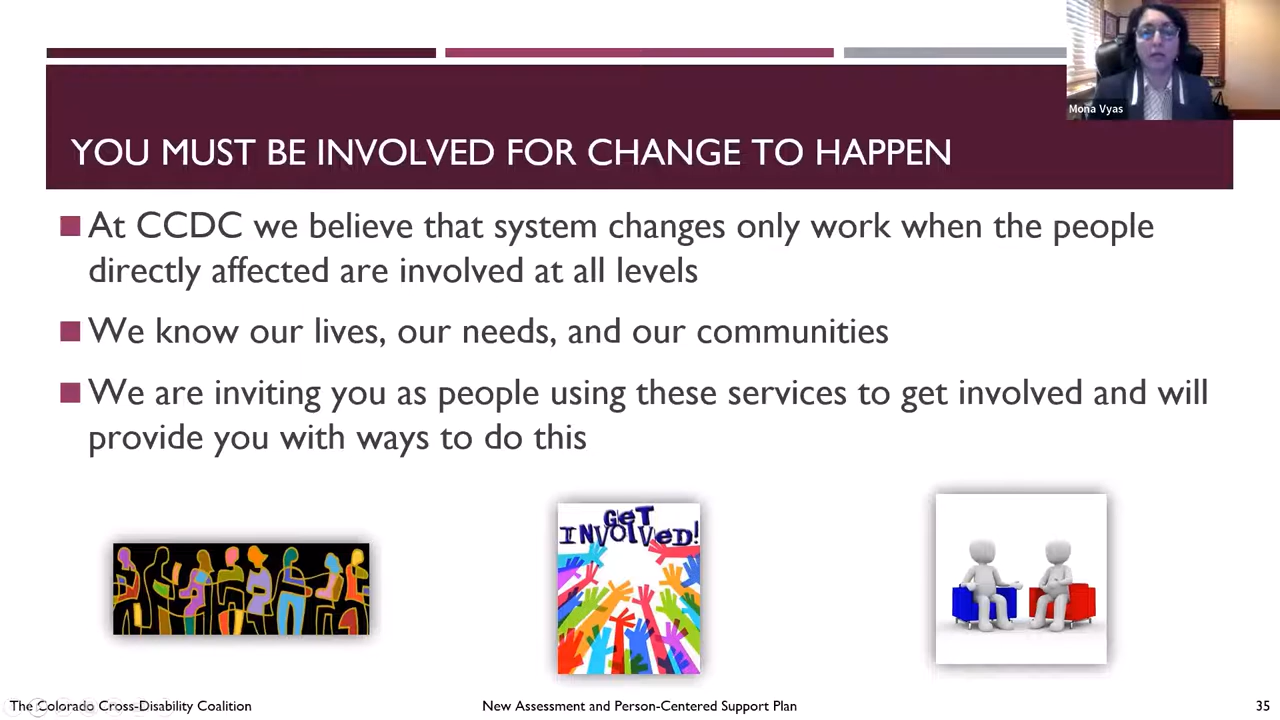 Mona Vyas
YOU MUST BE INVOLVED FOR CHANGE TO HAPPEN
At CCDC we believe that system changes only work when the people
directly affected are involved at all levels
We know our lives, our needs, and our communities
We are inviting you as people using these services to get involved and will
provide you with ways to do this
GET
INVOLVED!
The Colorado Cross-Disability Coalition
New Assessment and Person-Centered Support Plan
35